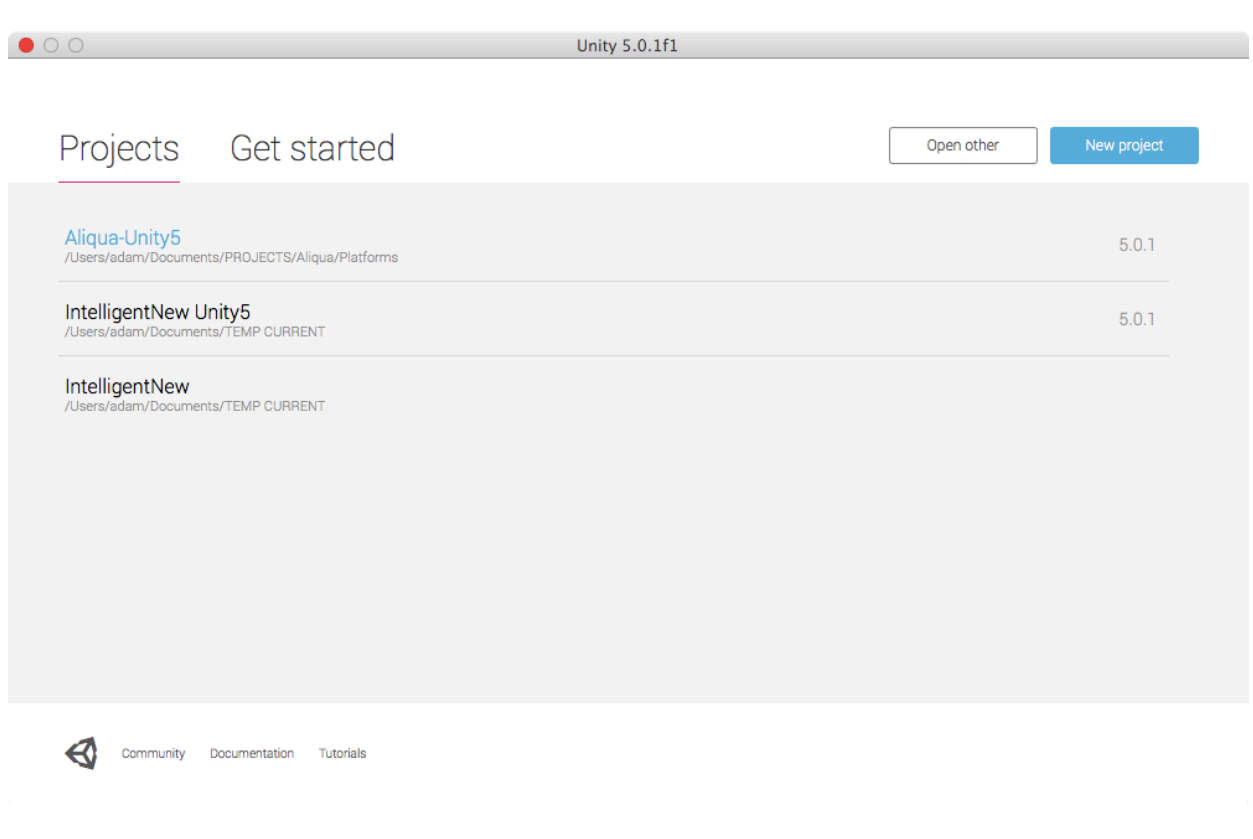 Unity 5.0.1f1
Projects Get started Open other New project
Aliqua-Unity5 5.0.1
/Users/adam/Documents/PROJECTS/Aliqua/Platforms
IntelligentNew Unity5 5.0.1
/Users/adam/Documents/TEMP CURRENT
IntelligentNew
/Users/adam/Documents/TEMP CURRENT
Community Documentation Tutorials